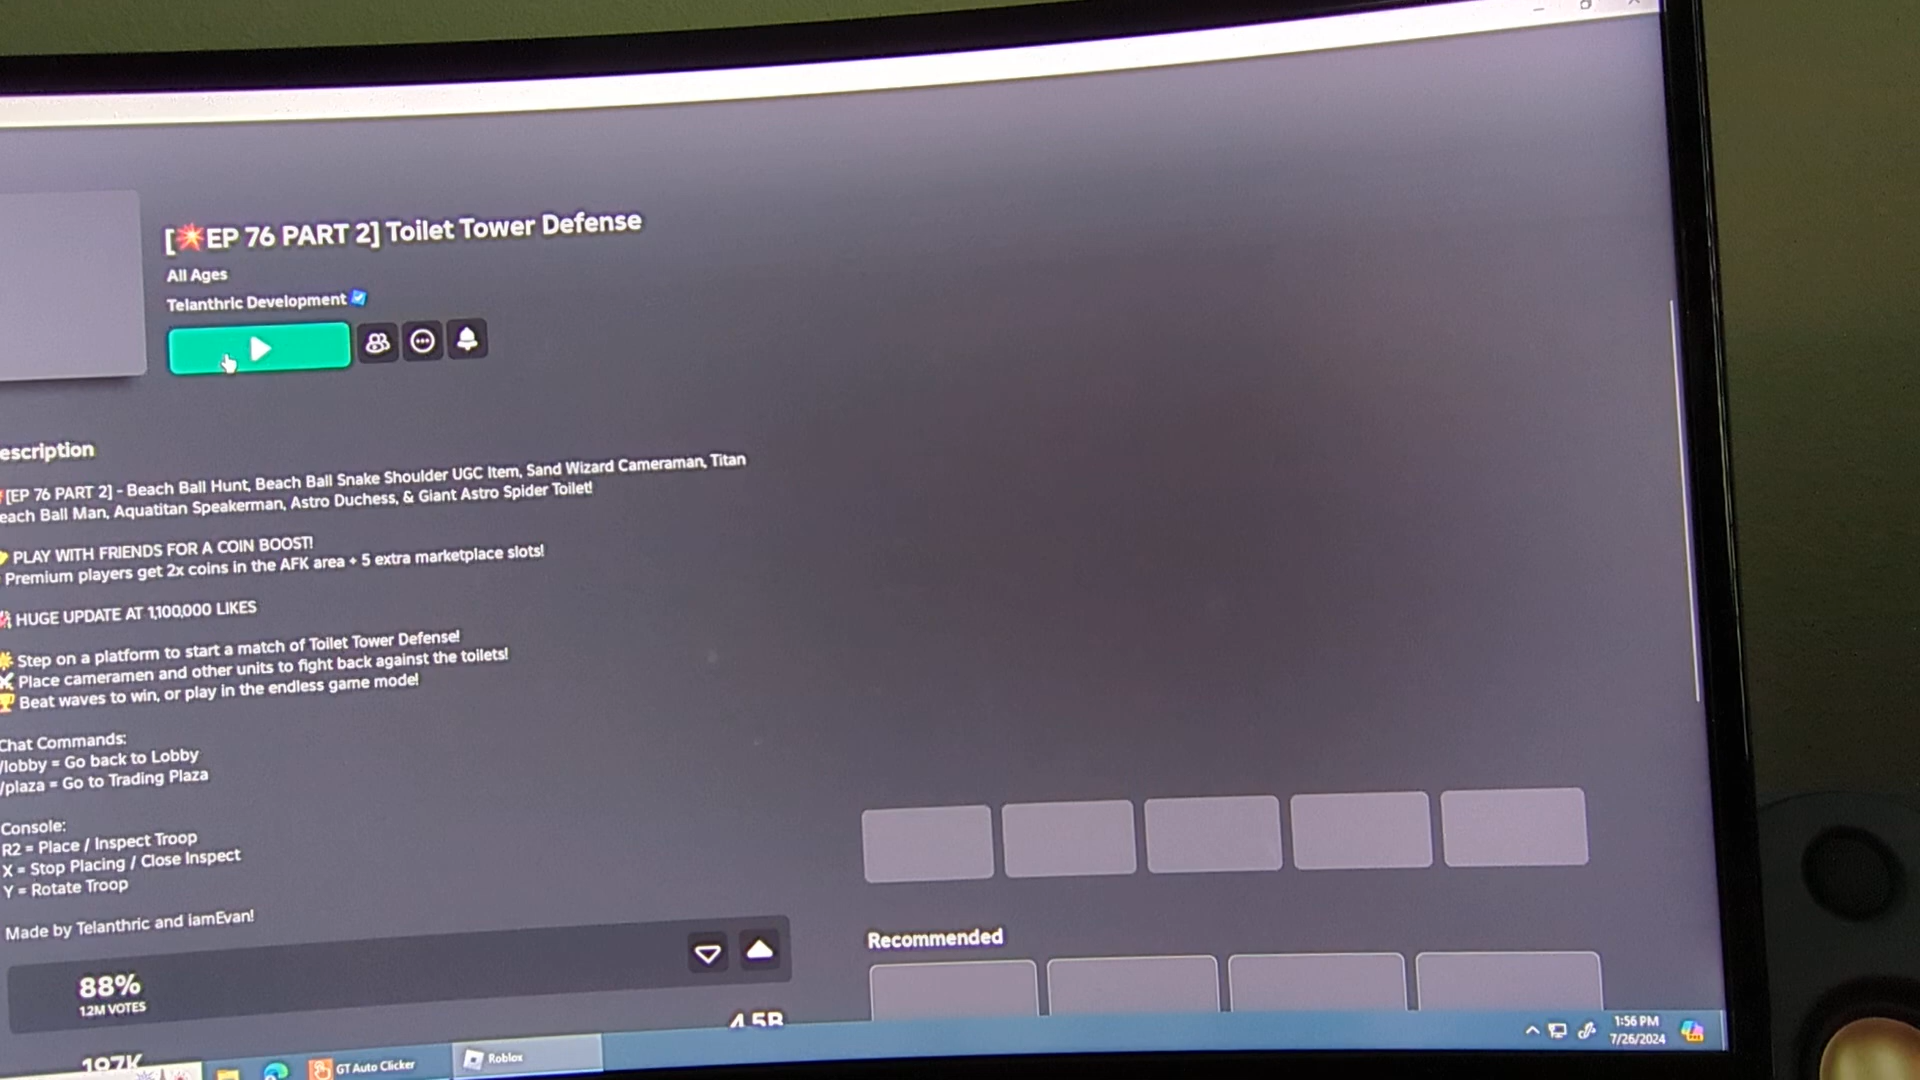 [💥EP 76 PART 2] Toilet Tower Defense
All Ages
Telanthric Development
escription
[EP 76 PART 2] - Beach Ball Hunt, Beach Ball Snake Shoulder UGC Item, Sand Wizard Cameraman, Titan
each Ball Man, Aquatitan Speakerman, Astro Duchess, & Giant Astro Spider Toilet!
PLAY WITH FRIENDS FOR A COIN BOOST!
Premium players get 2x coins in the AFK area + 5 extra marketplace slots!
HUGE UPDATE AT 1,100,000 LIKES
Step on a platform to start a match of Toilet Tower Defense!
Place cameramen and other units to fight back against the toilets!
Beat waves to win, or play in the endless game mode!
Chat Commands:
/lobby = Go back to Lobby
/plaza = Go to Trading Plaza
Console:
R2 = Place / Inspect Troop
X = Stop Placing / Close Inspect
Y = Rotate Troop
Made by Telanthric and iamEvan!
88%
1.2M VOTES
4.5B
197K
Recommended
GT Auto Clicker
Roblox
1:56 PM
7/26/2024